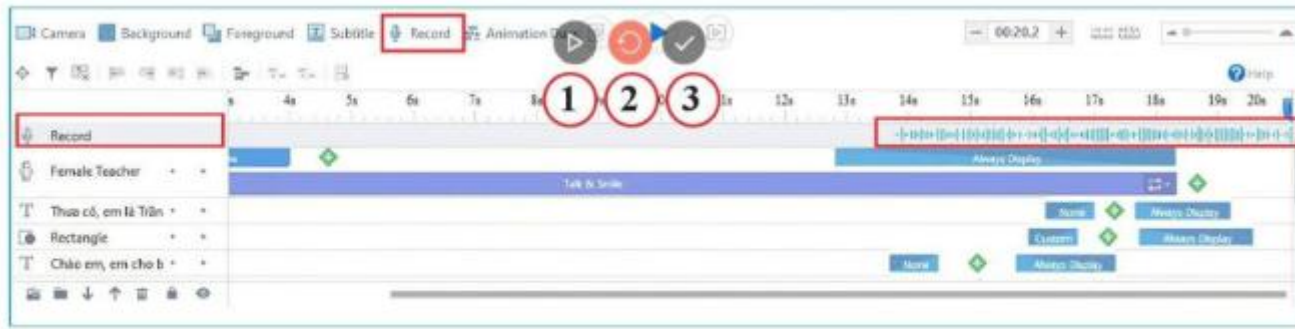 Camera Background Foreground Subtitle Record Animation
00:20.2
Help
4s 5s 6s 7s 12s 13s 14s 15s 16s 17s 18s 19s 20s
1 2 3
Record
Always Display
Female Teacher
Talk & Smile
Thưa cô, em là Trần
None Always Display
Rectangle
Custom Always Display
Chào em, em cho b
None Always Display